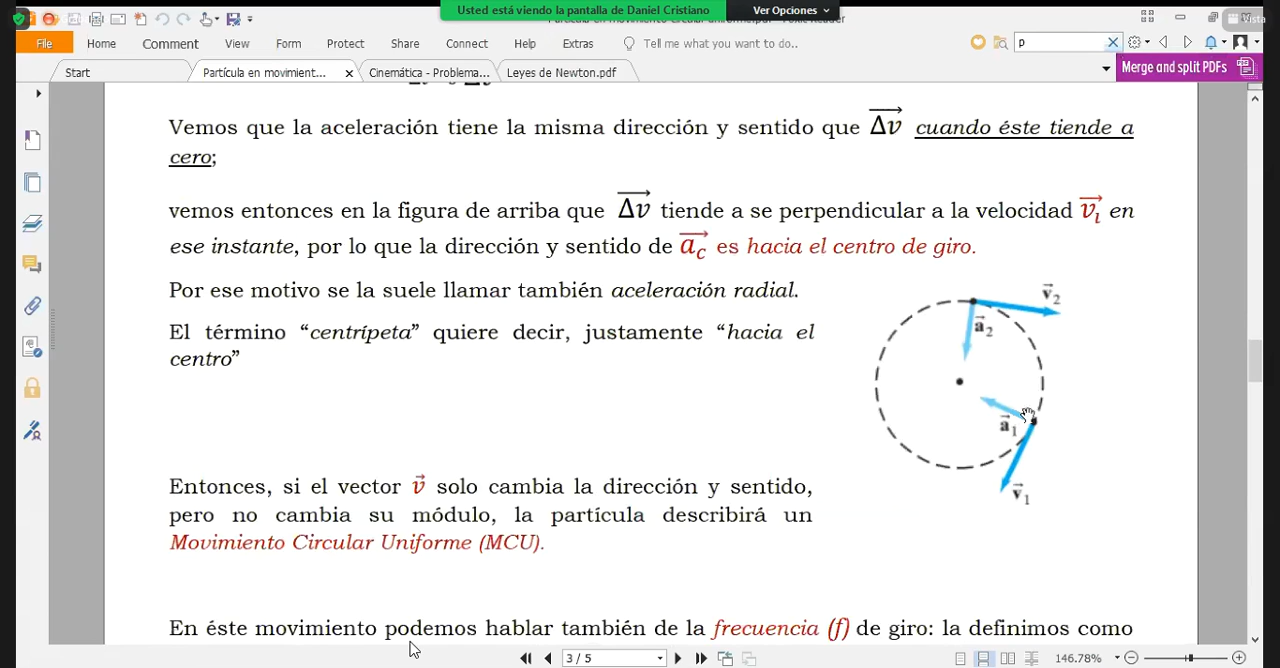 Usted está viendo la pantalla de Daniel Cristiano
Ver Opciones
Reader
Vista
File Home Comment View Form Protect Share Connect Help Extras Tell me what you want to do.. p
Start Partícula en movimient... × Cinemática - Problema... Leyes de Newton.pdf
Merge and split PDFs
Vemos que la aceleración tiene la misma dirección y sentido que Δv cuando éste tiende a
cero;
vemos entonces en la figura de arriba que Δv tiende a se perpendicular a la velocidad v_l en
ese instante, por lo que la dirección y sentido de a_c es hacia el centro de giro.
Por ese motivo se la suele llamar también aceleración radial.
El término “centrípeta” quiere decir, justamente “hacia el
centro”
v2
a2
a1
v1
Entonces, si el vector v solo cambia la dirección y sentido,
pero no cambia su módulo, la partícula describirá un
Movimiento Circular Uniforme (MCU).
En éste movimiento podemos hablar también de la frecuencia (f) de giro: la definimos como
3 / 5
146.78%